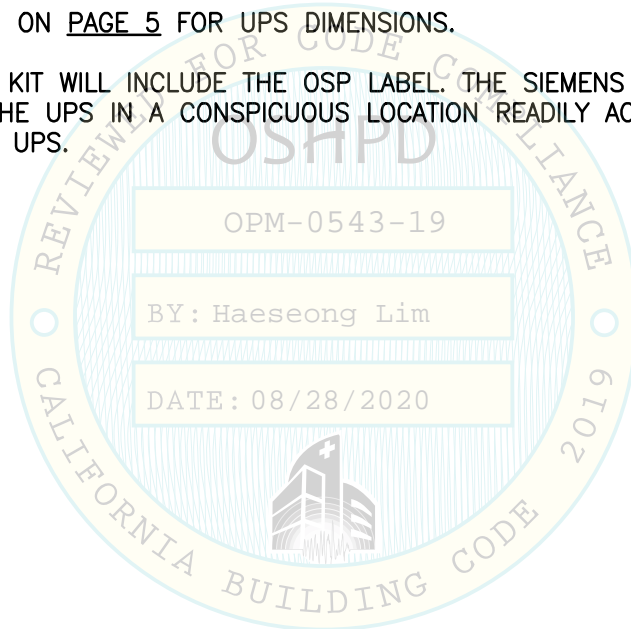 ON PAGE 5 FOR UPS DIMENSIONS.
KIT WILL INCLUDE THE OSP LABEL. THE SIEMENS
HE UPS IN A CONSPICUOUS LOCATION READILY AC
UPS.
REVIEWED FOR CODE COMPLIANCE
OSHPD
OPM-0543-19
BY: Haeseong Lim
DATE: 08/28/2020
CALIFORNIA BUILDING CODE 2019